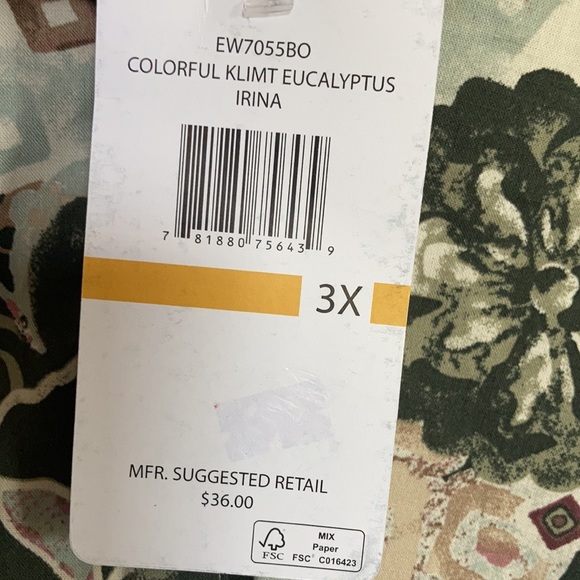 EW7055BO
COLORFUL KLIMT EUCALYPTUS
IRINA
7 81880 75643 9
3X
MFR. SUGGESTED RETAIL
$36.00
FSC
MIX
Paper
FSC® C016423